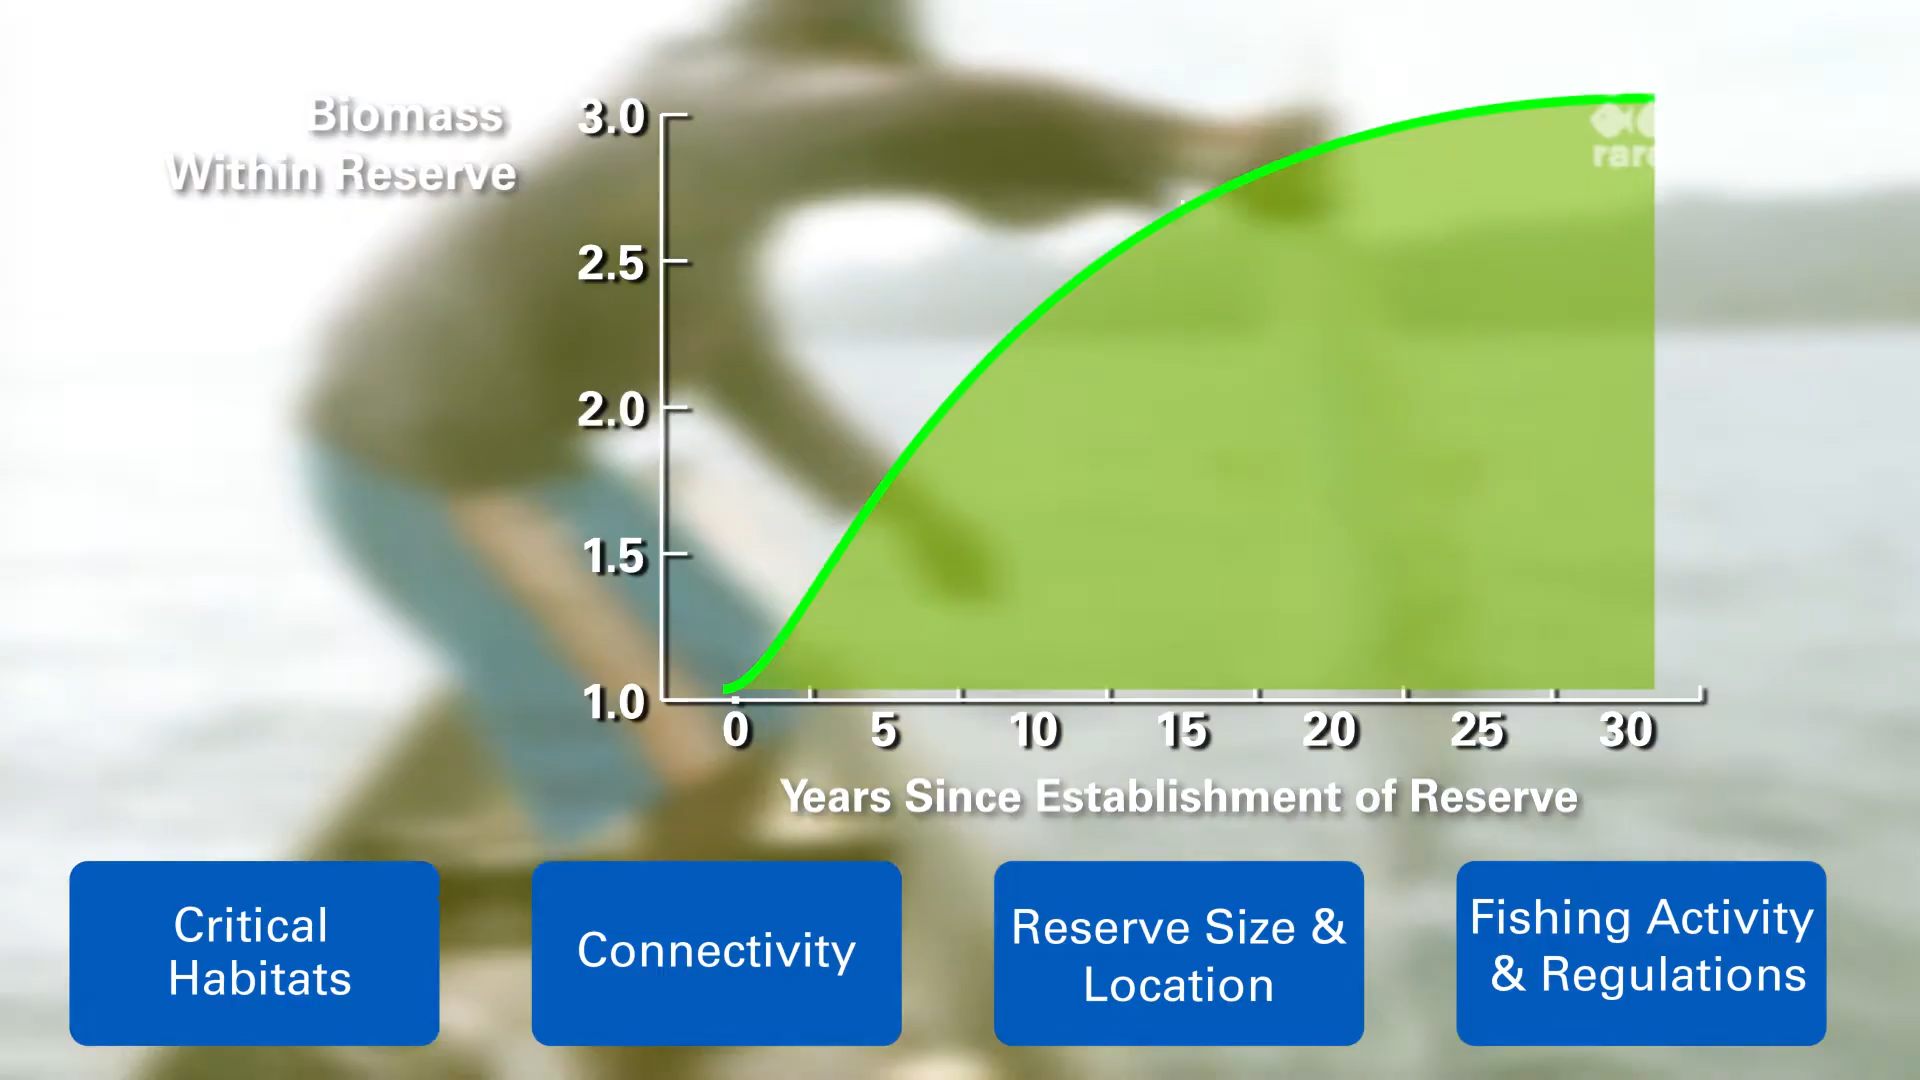 Biomass
Within Reserve
3.0
2.5
2.0
1.5
1.0
0 5 10 15 20 25 30
Years Since Establishment of Reserve
rare
Critical
Habitats
Connectivity
Reserve Size &
Location
Fishing Activity
& Regulations